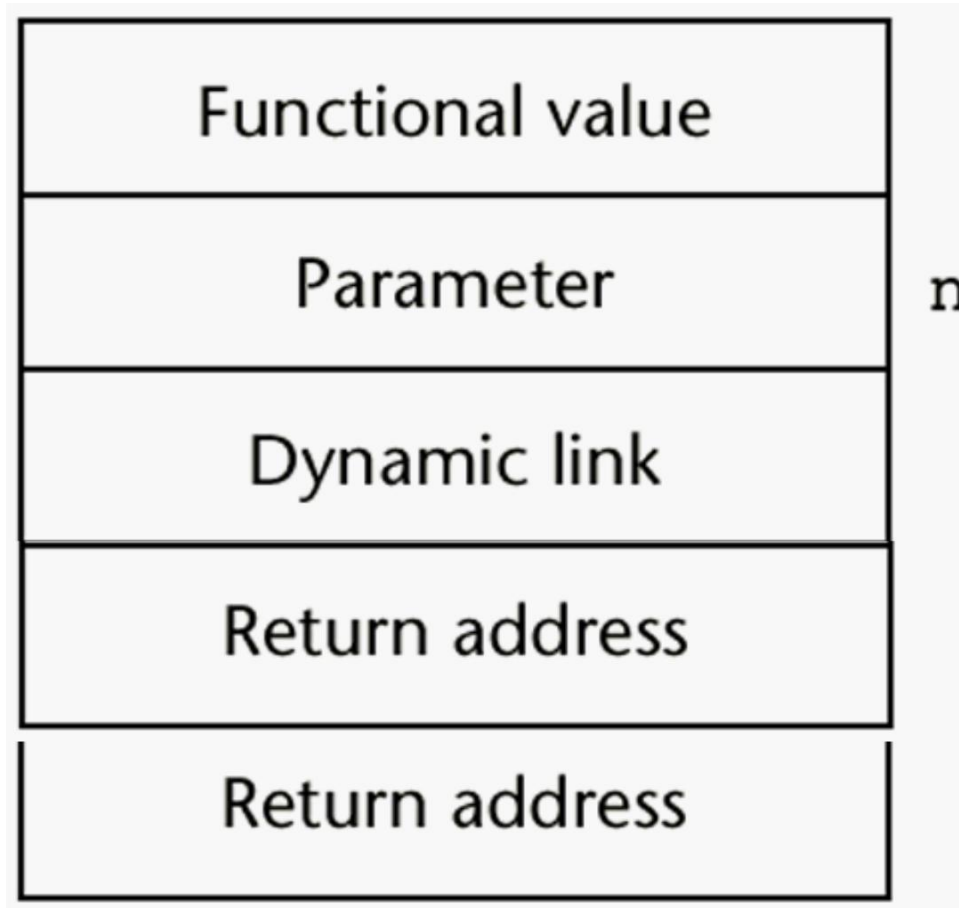 Functional value
Parameter
n
Dynamic link
Return address
Return address